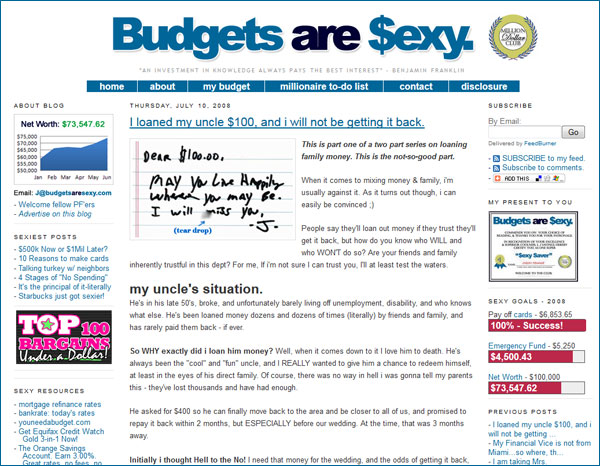 Budgets are $exy.
MILLION
Dollar
CLUB
"AN INVESTMENT IN KNOWLEDGE ALWAYS PAYS THE BEST INTEREST" - BENJAMIN FRANKLIN
home about my budget millionaire to-do list contact disclosure
ABOUT BLOG
Net Worth: $73,547.62
$75,000
$70,000
$65,000
$60,000
$55,000
$50,000
Jan Feb Mar Apr May Jun
Email: J@budgetsaresexy.com
- Welcome fellow PF'ers
- Advertise on this blog
SEXIEST POSTS
- $500k Now or $1Mil Later?
- 10 Reasons to make cards
- Talking turkey w/ neighbors
- 4 Stages of "No Spending"
- It's the principal of it-literally
- Starbucks just got sexier!
TOP 100
BARGAINS
Under a Dollar!
SEXY RESOURCES
- mortgage refinance rates
- bankrate: today's rates
- youneedabudget.com
- Get Equifax Credit Watch
Gold 3-in-1 Now!
- The Orange Savings
Account Earn 3.00%.
Great rates, no fees, no
THURSDAY, JULY 10, 2008
I loaned my uncle $100, and i will not be getting it back.
Dear $100.00,
May you Live Happily
Wherever you may be.
I will miss you,
-J.
(tear drop)
This is part one of a two part series on loaning
family money. This is the not-so-good part.
When it comes to mixing money & family, i'm
usually against it. As it turns out though, i can
easily be convinced ;)
People say they'll loan out money if they trust they'll
get it back, but how do you know who WILL and
who WON'T do so? Are your friends and family
inherently trustful in this dept? For me, If I'm not sure I can trust you, I'll at least test the waters.
my uncle's situation.
He's in his late 50's, broke, and unfortunately barely living off unemployment, disability, and who knows
what else. He's been loaned money dozens and dozens of times (literally) by friends and family, and
has rarely paid them back - if ever.
So WHY exactly did i loan him money? Well, when it comes down to it I love him to death. He's
always been the "cool" and "fun" uncle, and I REALLY wanted to give him a chance to redeem himself,
at least in the eyes of his direct family. Of course, there was no way in hell i was gonna tell my parents
this - they've lost thousands and have had enough.
He asked for $400 so he can finally move back to the area and be closer to all of us, and promised to
repay it back within 2 months, but ESPECIALLY before our wedding. At the time, that was 3 months
away.
Initially i thought Hell to the No! I need that money for the wedding, and the odds of getting it back,
SUBSCRIBE
By Email:
Go
Delivered by FeedBurner
- SUBSCRIBE to my feed.
- Subscribe to comments.
- ADD THIS
MY PRESENT TO YOU
Budgets are $exy.
"Sexy Saver"
SEXY GOALS - 2008
Pay off cards - $6,853.65
100% - Success!
Emergency Fund - $5,250
$4,500.43
Net Worth - $100,000
$73,547.62
PREVIOUS POSTS
- I loaned my uncle $100, and i
will not be getting ...
- My Financial Vice is not from
Miami...so where, th...
- I am taking Mrs.